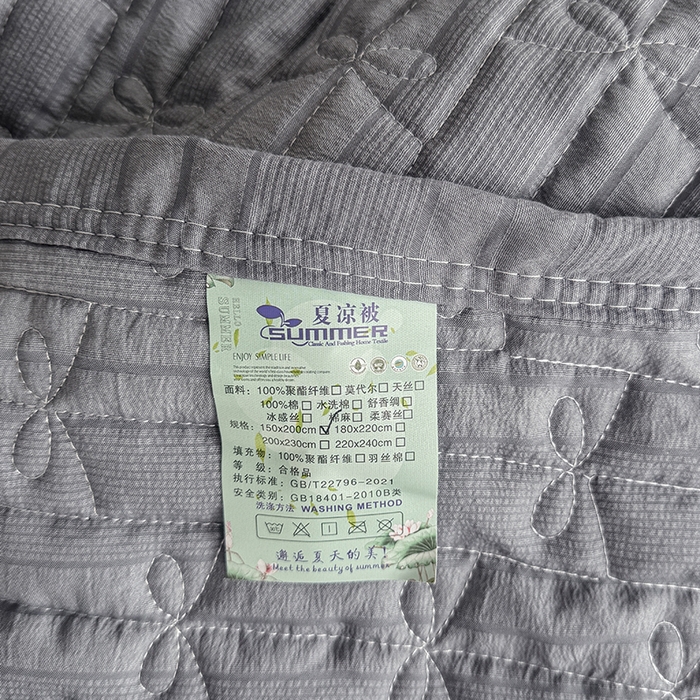 HELLO
SUMMER
夏凉被
SUMMER
Classic And Fushing Home Textile
ENJOY SIMPLE LIFE
面料：100%聚酯纤维□ 莫代尔□ 天丝□
100%棉□ 水洗棉□ 舒香绸□
冰感丝□ 棉麻□ 柔赛丝□
规格：150x200cm☑ 180x220cm□
200x230cm□ 220x240cm□
填充物：100%聚酯纤维□ 羽丝棉□
等 级：合格品
执行标准：GB/T22796-2021
安全类别：GB18401-2010B类
洗涤方法 WASHING METHOD
邂逅夏天的美！
Meet the beauty of summer